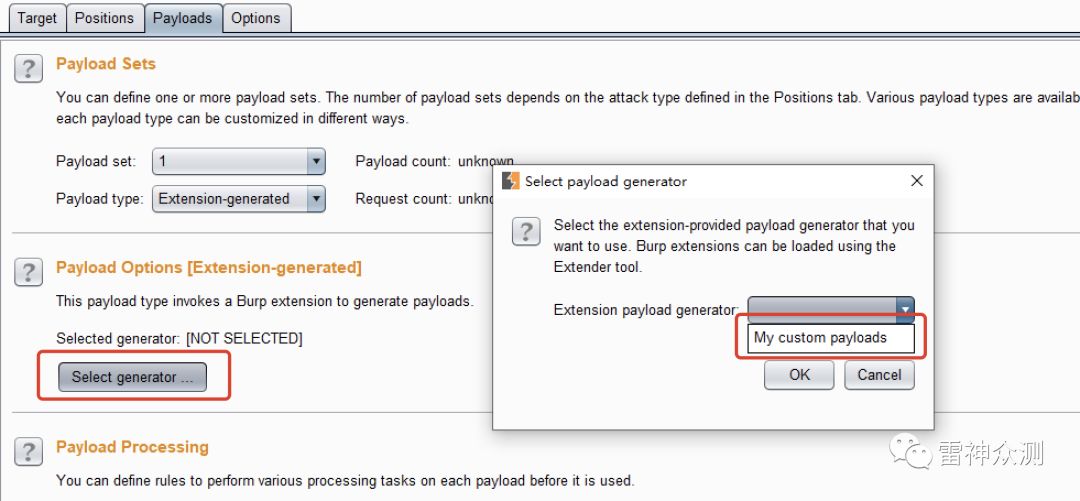 Target Positions Payloads Options
Payload Sets
You can define one or more payload sets. The number of payload sets depends on the attack type defined in the Positions tab. Various payload types are availab
each payload type can be customized in different ways.
Payload set: 1 Payload count: unknown
Payload type: Extension-generated Request count: unkno
Payload Options [Extension-generated]
This payload type invokes a Burp extension to generate payloads.
Selected generator: [NOT SELECTED]
Select generator ...
Select payload generator
Select the extension-provided payload generator that you
want to use. Burp extensions can be loaded using the
Extender tool.
Extension payload generator:
My custom payloads
OK Cancel
Payload Processing
You can define rules to perform various processing tasks on each payload before it is used.
雷神众测